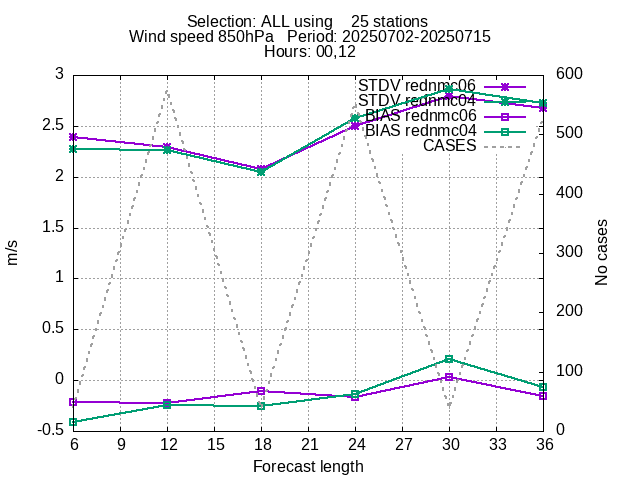 Selection: ALL using    25 stations
Wind speed 850hPa   Period: 20250702-20250715
Hours: 00,12
STDV rednmc06
STDV rednmc04
BIAS rednmc06
BIAS rednmc04
CASES
3
2.5
2
1.5
1
0.5
0
-0.5
m/s
600
500
400
300
200
100
0
No cases
6 9 12 15 18 21 24 27 30 33 36
Forecast length